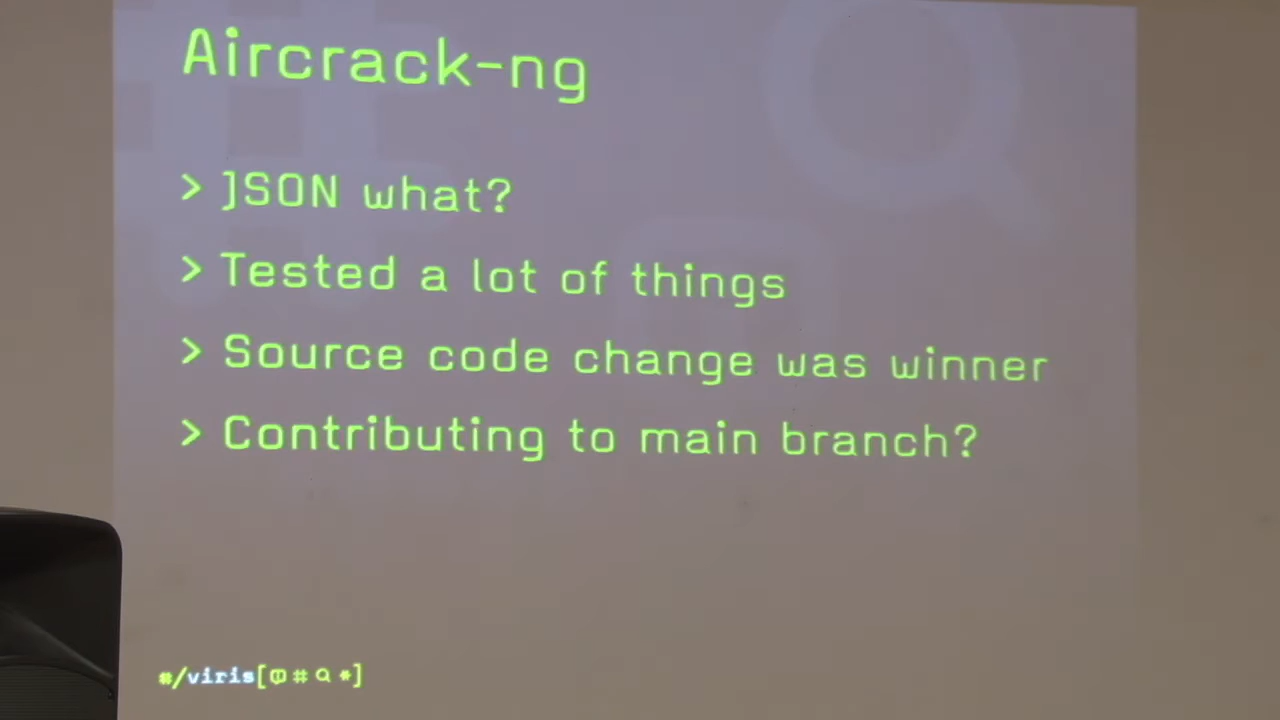 Aircrack-ng
> JSON what?
> Tested a lot of things
> Source code change was winner
> Contributing to main branch?
#/viris[